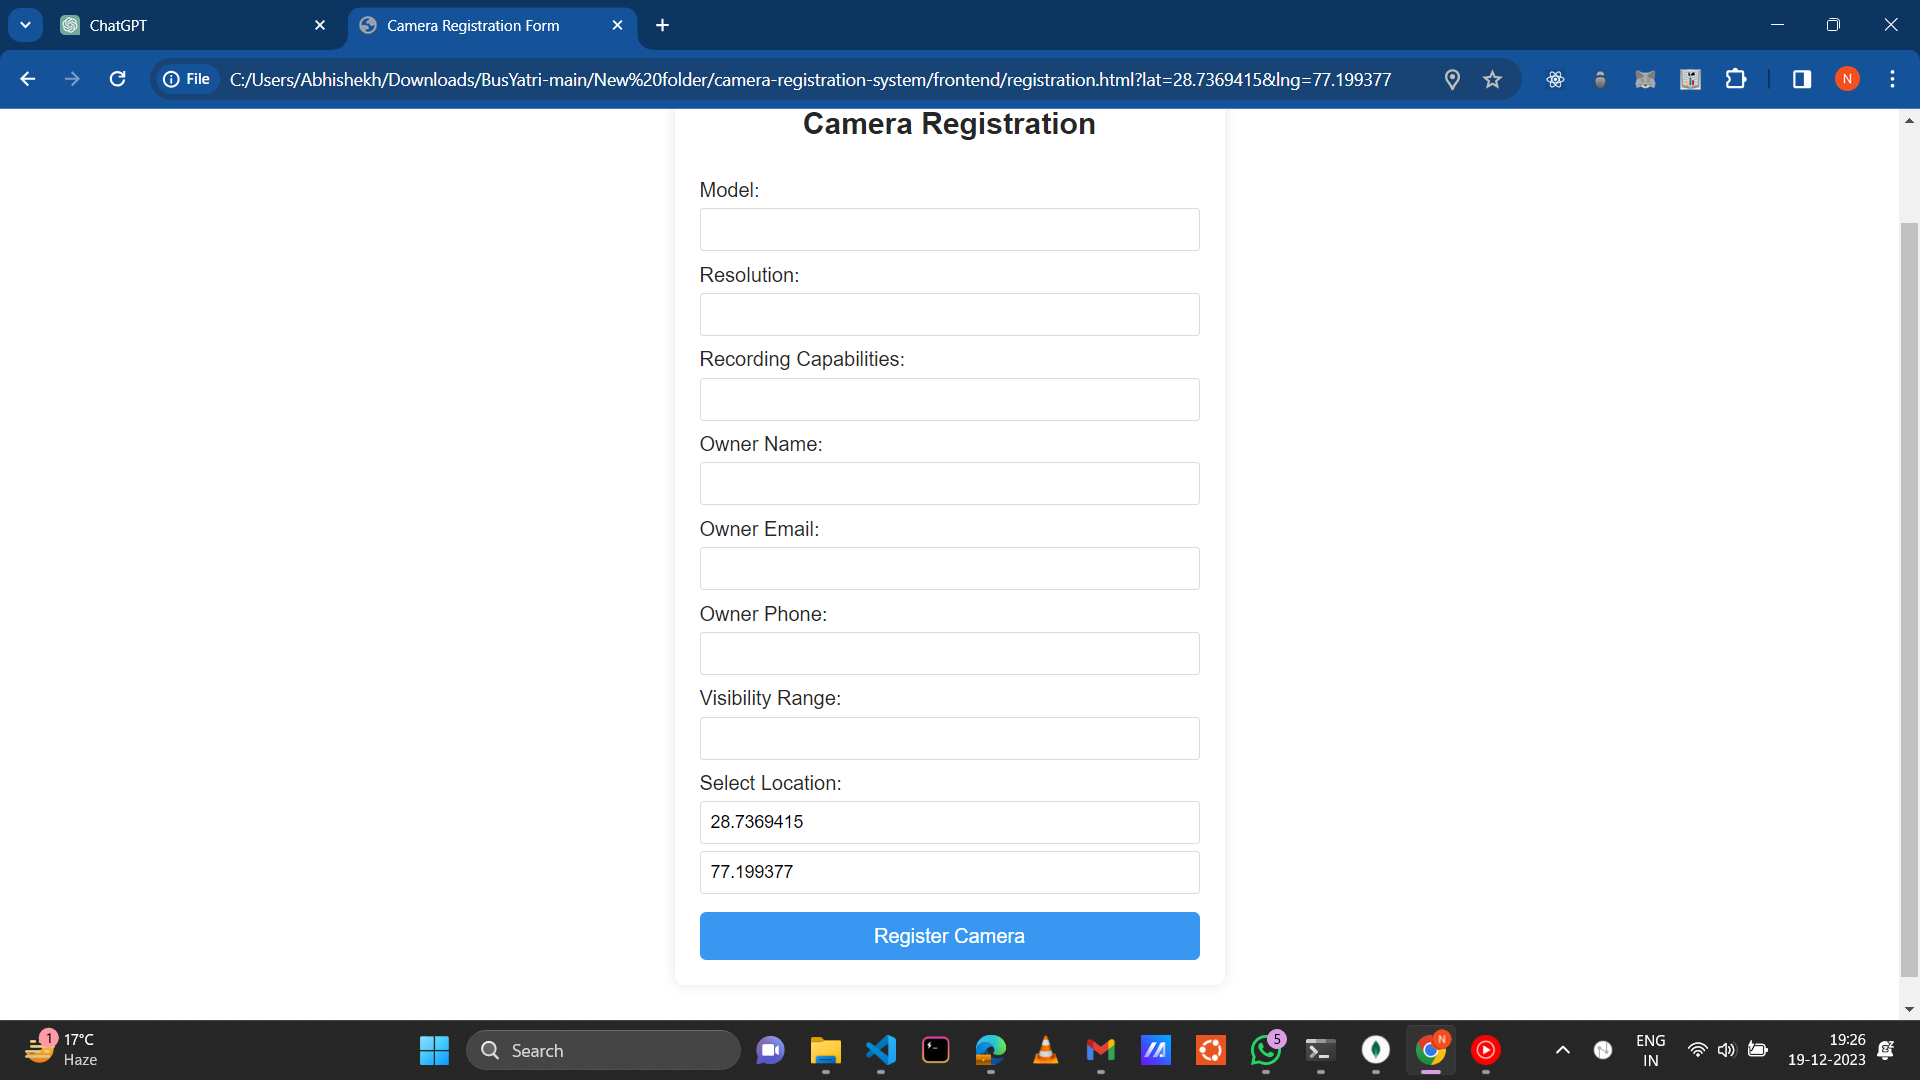 ChatGPT
Camera Registration Form
File
C:/Users/Abhishekh/Downloads/BusYatri-main/New%20folder/camera-registration-system/frontend/registration.html?lat=28.7369415&lng=77.199377
N
Camera Registration
Model:
Resolution:
Recording Capabilities:
Owner Name:
Owner Email:
Owner Phone:
Visibility Range:
Select Location:
28.7369415
77.199377
Register Camera
1
17°C
Haze
Search
5
N
ENG
IN
19:26
19-12-2023